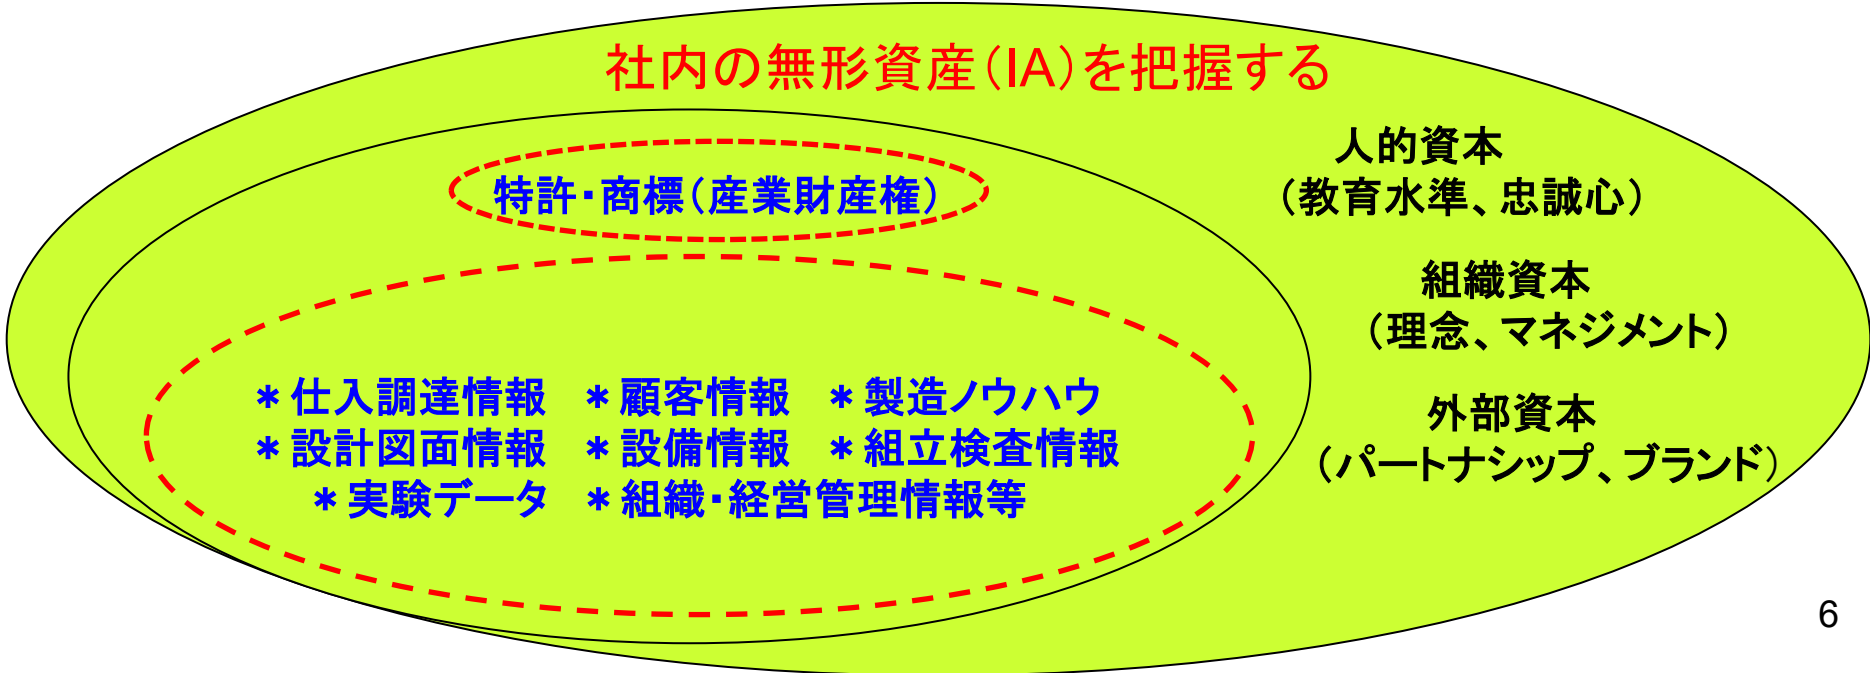 社内の無形資産(IA)を把握する
特許・商標(産業財産権)
*仕入調達情報 *顧客情報 *製造ノウハウ
*設計図面情報 *設備情報 *組立検査情報
*実験データ *組織・経営管理情報等
人的資本
(教育水準、忠誠心)
組織資本
(理念、マネジメント)
外部資本
(パートナシップ、ブランド)
6